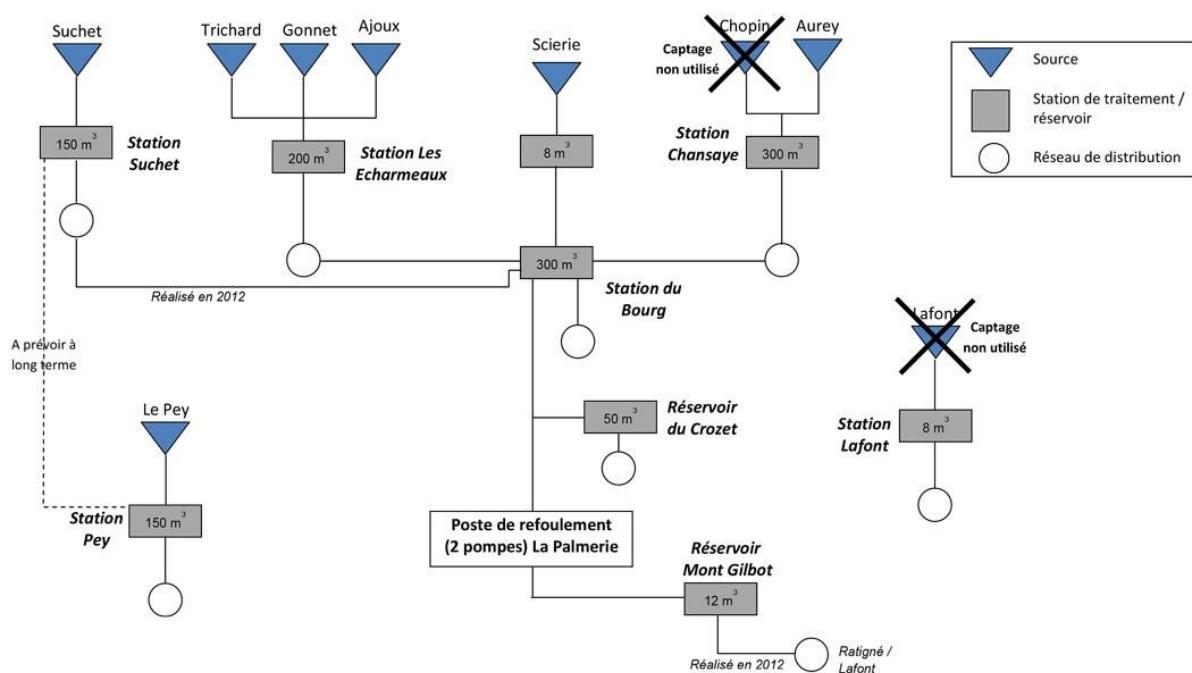 Suchet
Trichard
Gonnet
Ajoux
Scierie
Chopin
Aurey
Captage
non utilisé
Source
Station de traitement /
réservoir
Réseau de distribution
150 m³
Station
Suchet
200 m³
Station Les
Echarmeaux
8 m³
Station
Chansaye
300 m³
300 m³
Station du
Bourg
Réalisé en 2012
A prévoir à
long terme
Lafont
Captage
non utilisé
Le Pey
50 m³
Réservoir
du Crozet
Station
Lafont
8 m³
Station
Pey
150 m³
Poste de refoulement
(2 pompes) La Palmerie
Réservoir
Mont Gilbot
12 m³
Réalisé en 2012
Ratigné /
Lafont